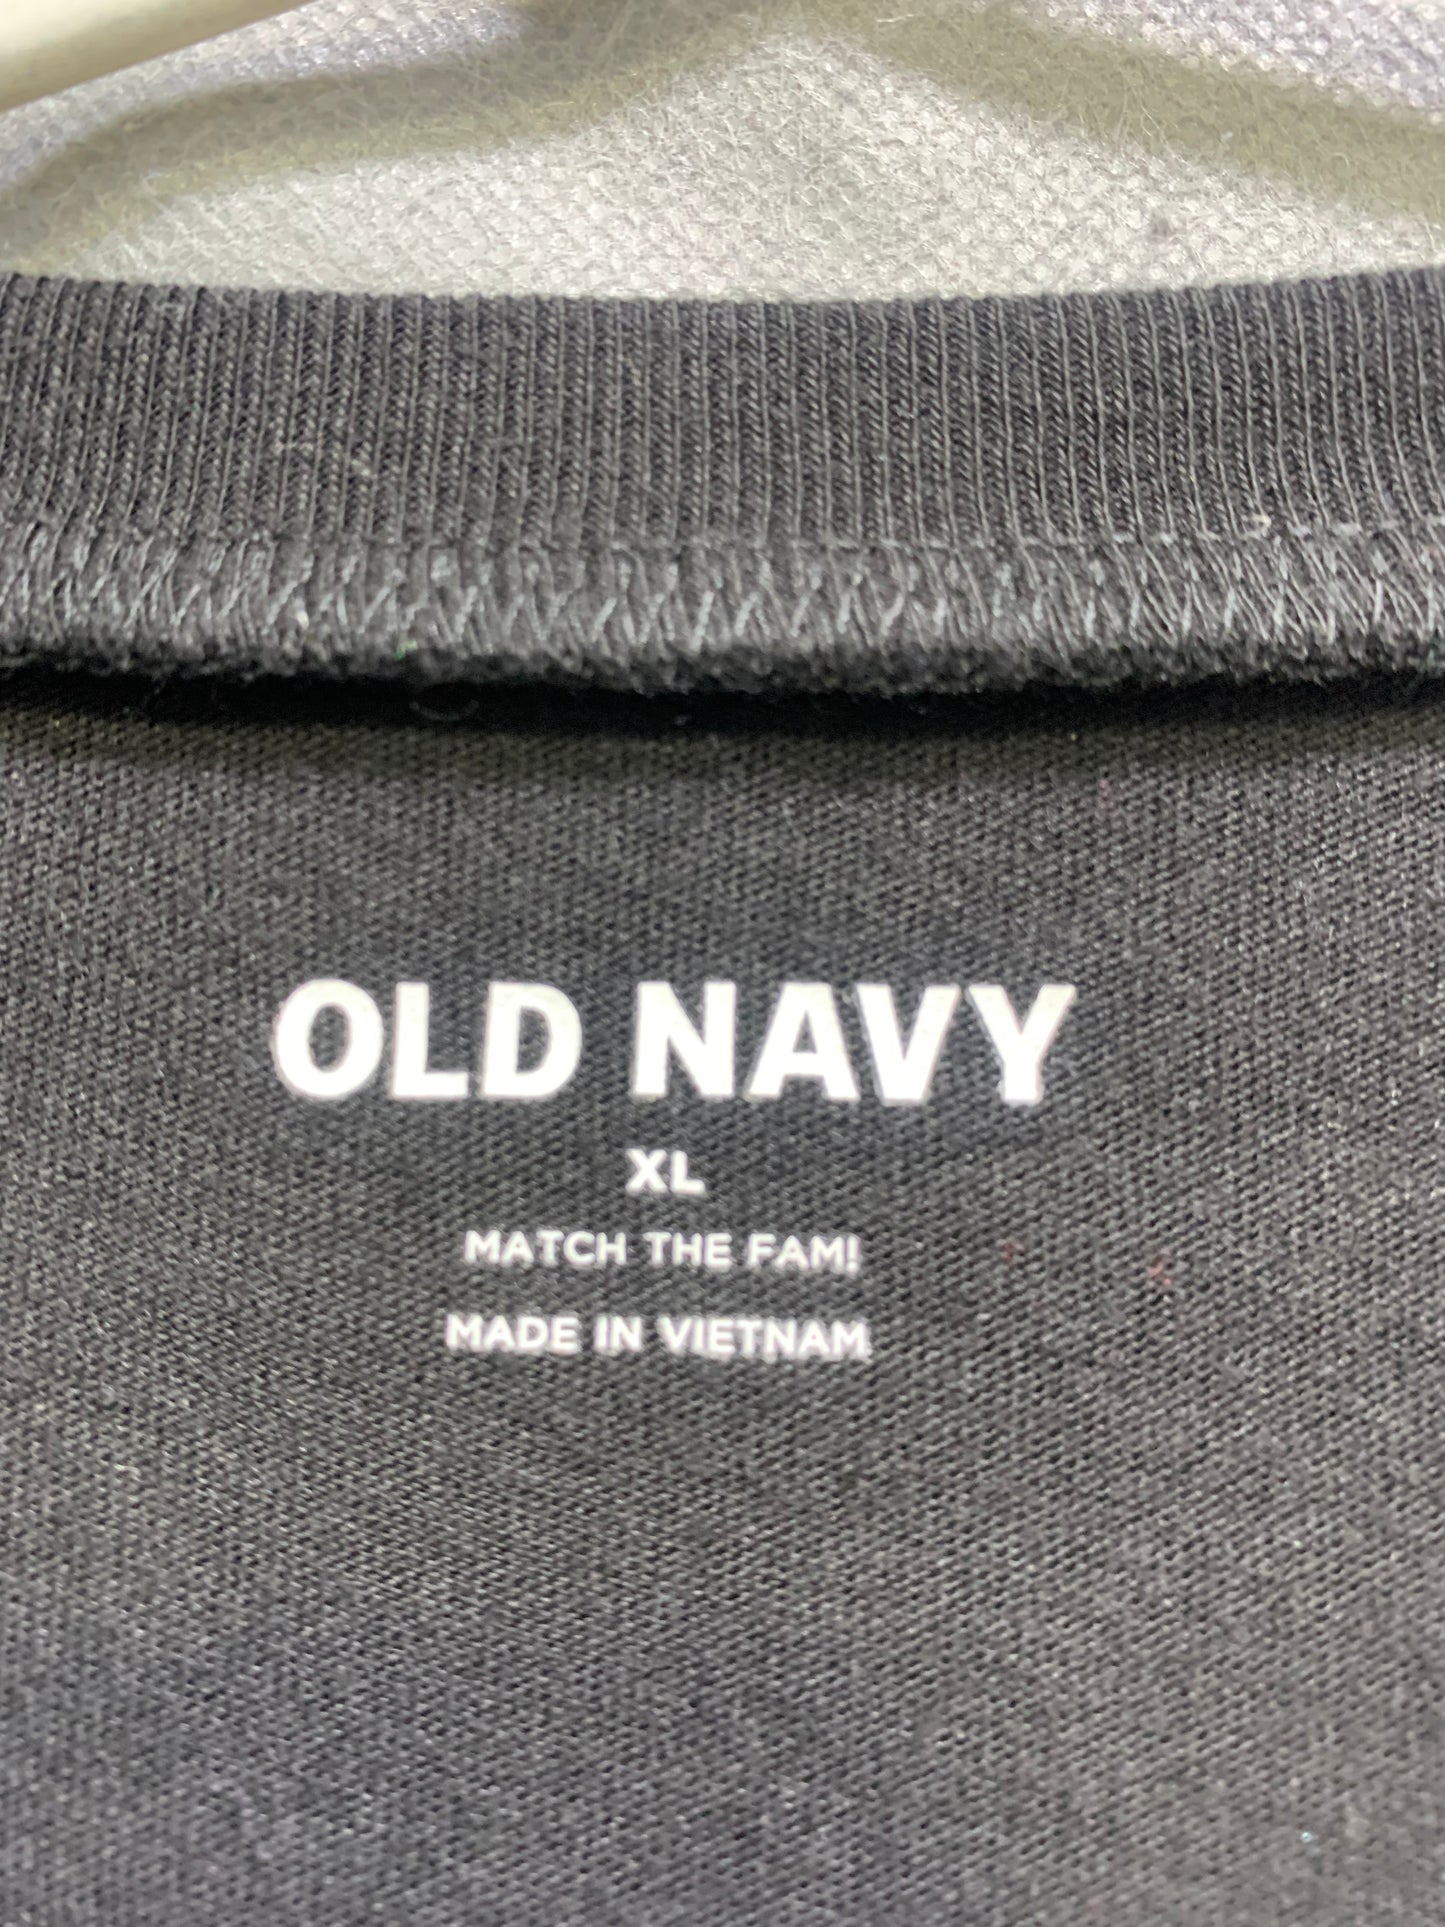 OLD NAVY
XL
MATCH THE FAM!
MADE IN VIETNAM